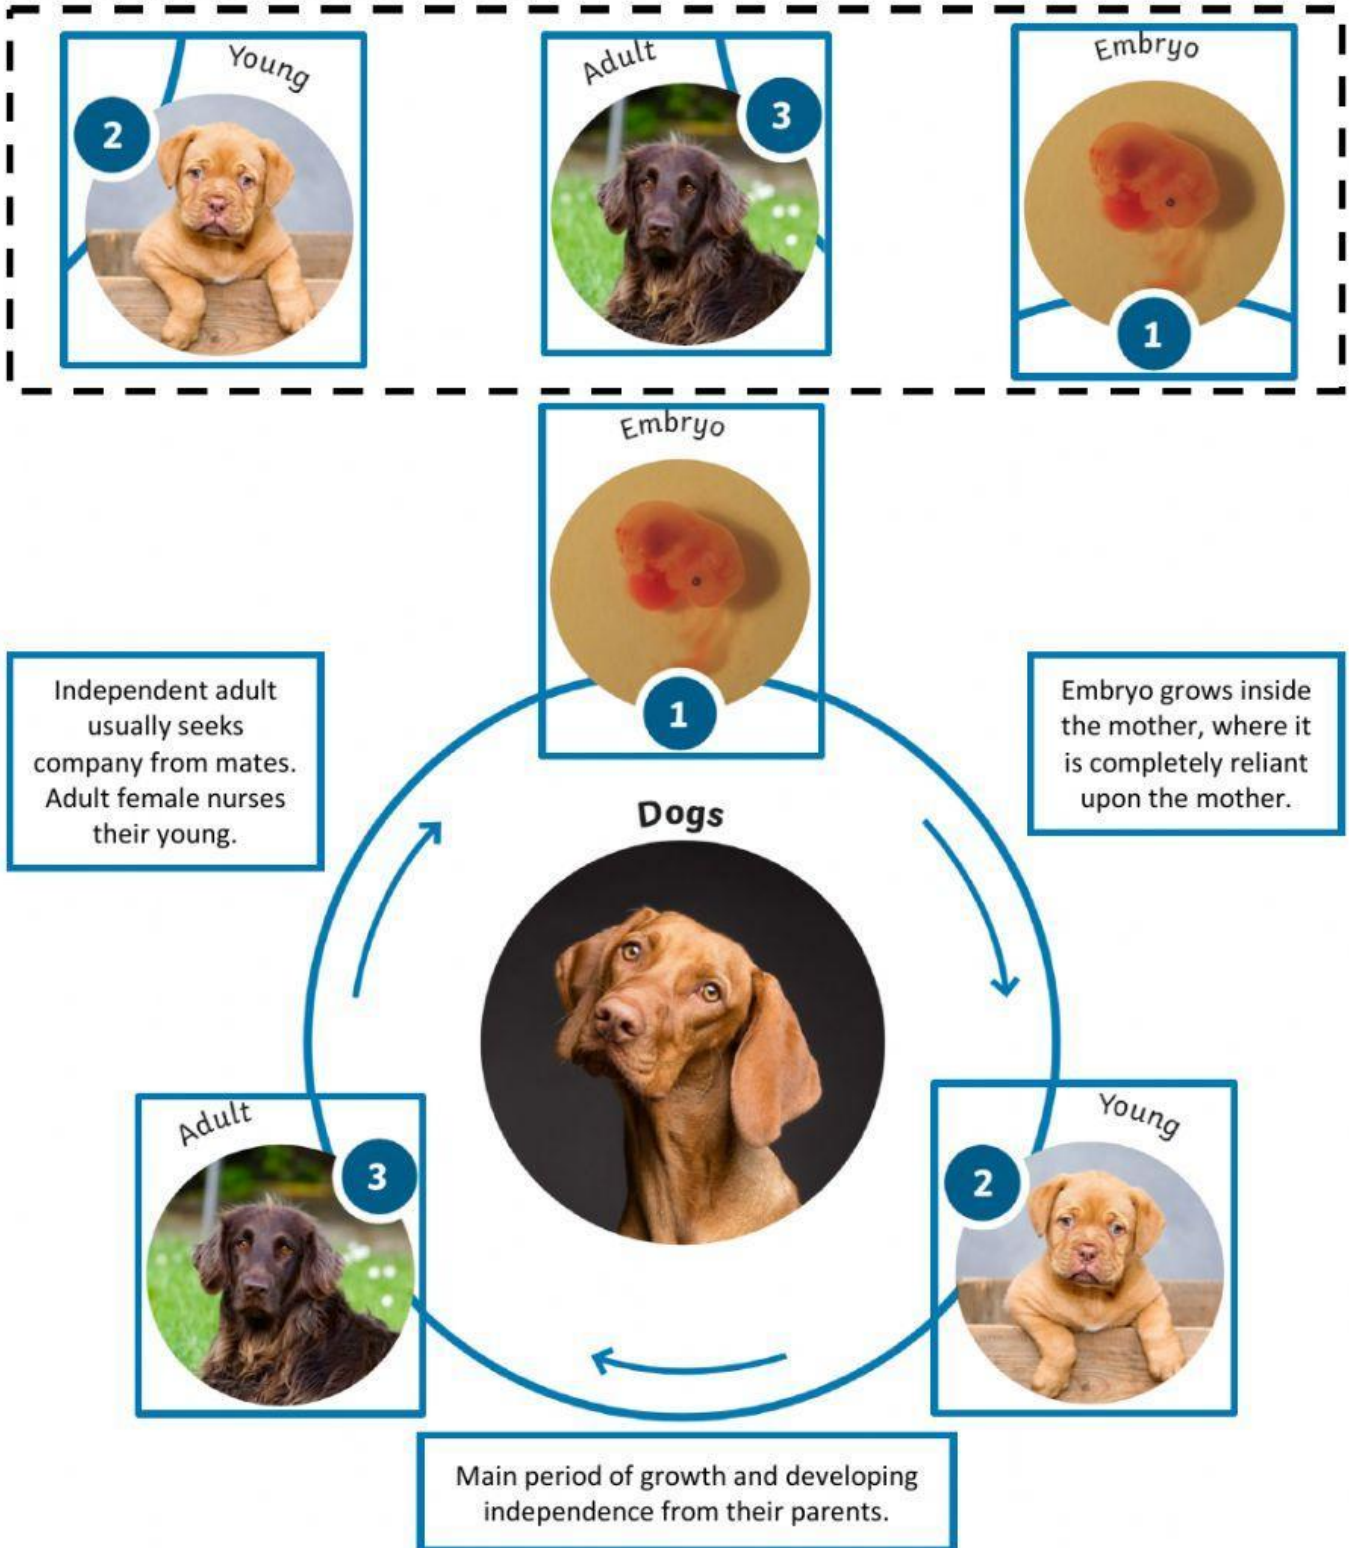 Young
2
Adult
3
Embryo
1
Embryo
1
Independent adult
usually seeks
company from mates.
Adult female nurses
their young.
Embryo grows inside
the mother, where it
is completely reliant
upon the mother.
Dogs
Adult
3
Young
2
Main period of growth and developing
independence from their parents.